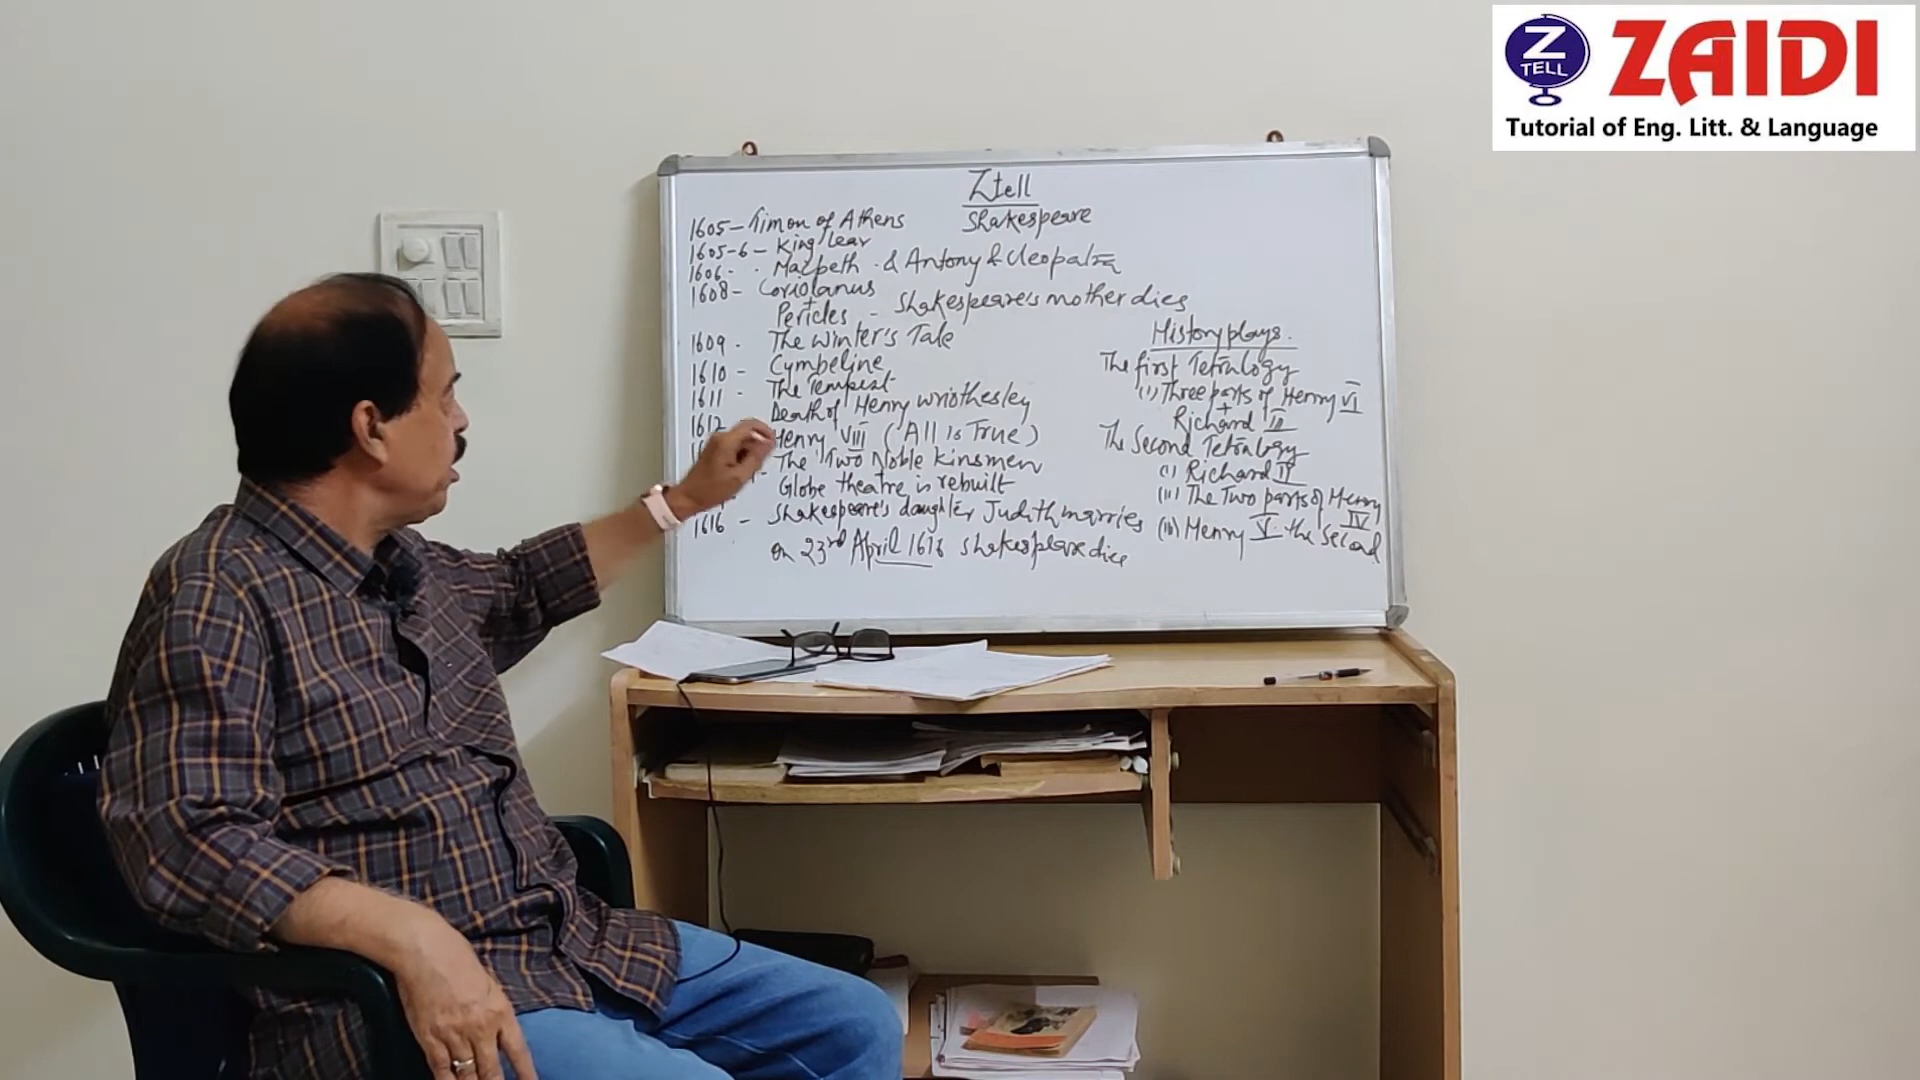 Z
TELL
ZAIDI
Tutorial of Eng. Litt. & Language
Ztell
Shakespeare
1605 - Timon of Athens
1605-6 - King Lear
1606 - Macbeth & Antony & Cleopatra
1608 - Coriolanus
+
Pericles - Shakespeare's mother dies
1609 - The Winter's Tale
1610 - Cymbeline
1611 - The Tempest
1612 Death of Henry wriothesley
Henry VIII (All is True)
The Two Noble Kinsmen
Globe theatre is rebuilt
1616 - Shakespeare's daughter Judith marries
on 23rd April 1616 Shakespeare dies
History plays.
The first Tetralogy
(i) Three parts of Henry VI
+
Richard III
The Second Tetralogy
(i) Richard II
(ii) The Two parts of Henry
IV
(iii) Henry V. the Second